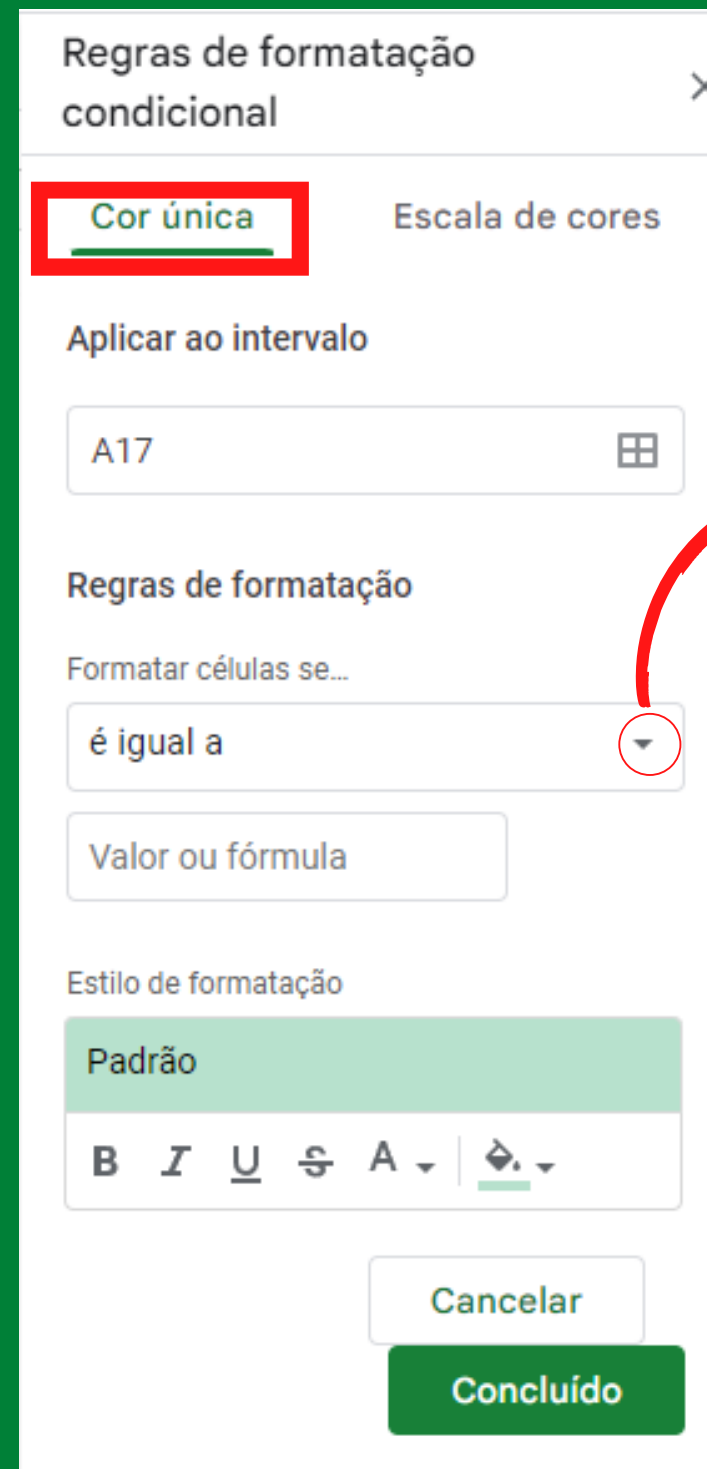 Regras de formatação
condicional
Cor única
Escala de cores
Aplicar ao intervalo
A17
Regras de formatação
Formatar células se…
é igual a
Valor ou fórmula
Estilo de formatação
Padrão
B I U S A
Cancelar
Concluído